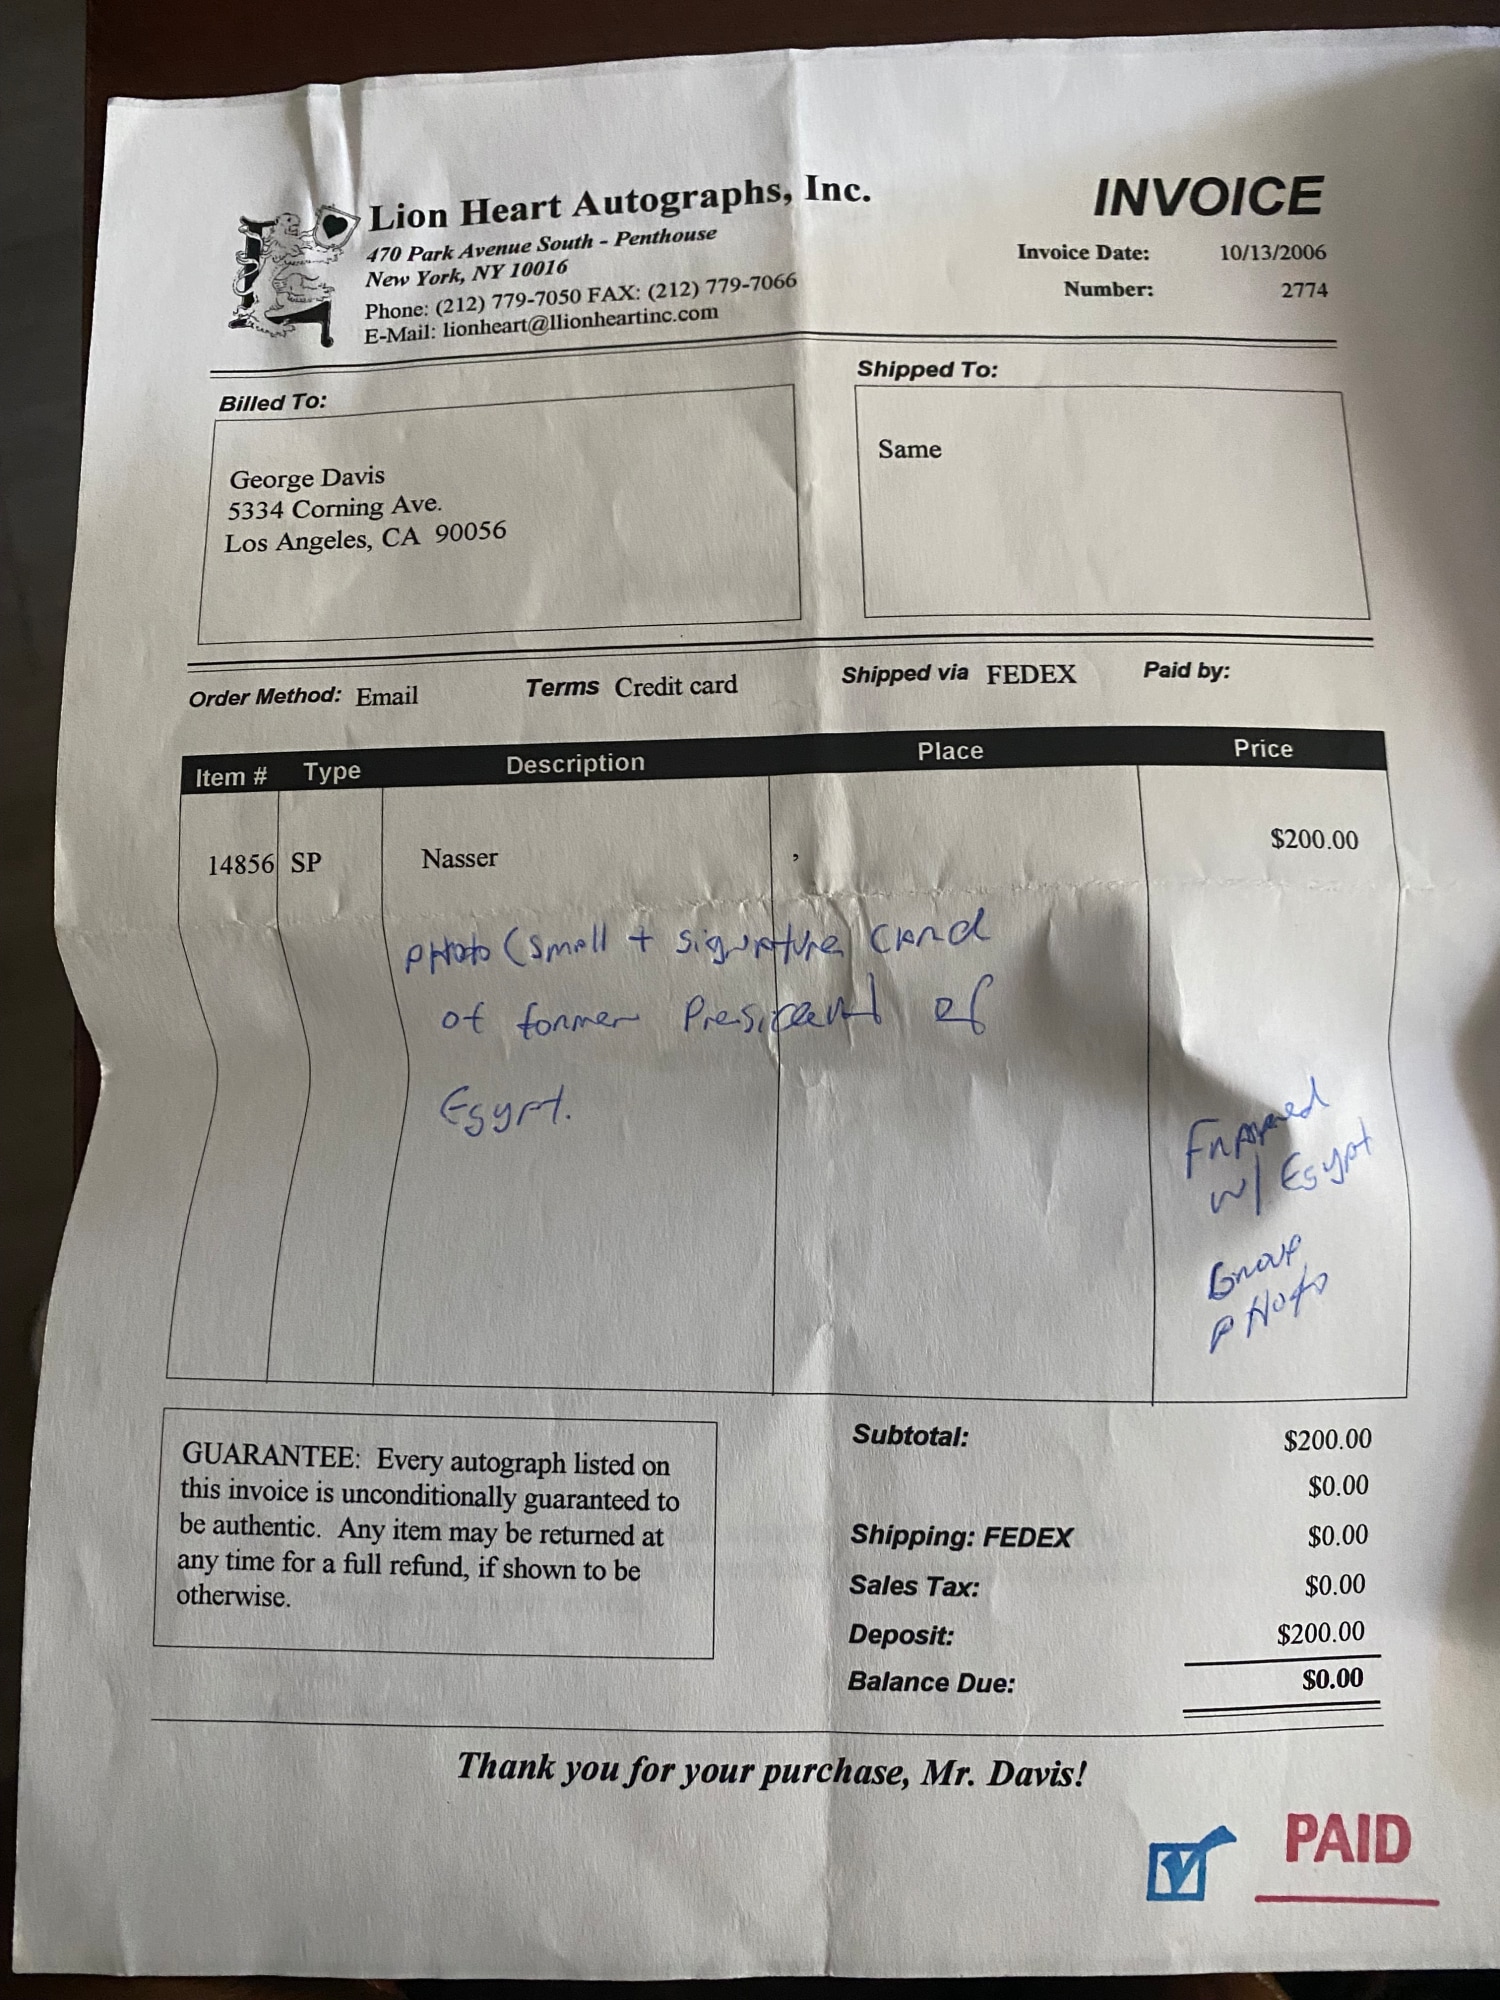 Lion Heart Autographs, Inc.
470 Park Avenue South - Penthouse
New York, NY 10016
Phone: (212) 779-7050 FAX: (212) 779-7066
E-Mail: lionheart@llionheartinc.com
INVOICE
Invoice Date: 10/13/2006
Number: 2774
Billed To:
George Davis
5334 Corning Ave.
Los Angeles, CA 90056
Shipped To:
Same
Order Method: Email Terms Credit card Shipped via FEDEX Paid by:
Item # Type Description Place Price
14856 SP Nasser , $200.00
PHoto (small + signature card
of former President of
Egypt.
Framed
w/ Egypt
Group
PHoto
GUARANTEE: Every autograph listed on
this invoice is unconditionally guaranteed to
be authentic. Any item may be returned at
any time for a full refund, if shown to be
otherwise.
Subtotal: $200.00
$0.00
Shipping: FEDEX $0.00
Sales Tax: $0.00
Deposit: $200.00
Balance Due: $0.00
Thank you for your purchase, Mr. Davis!
PAID